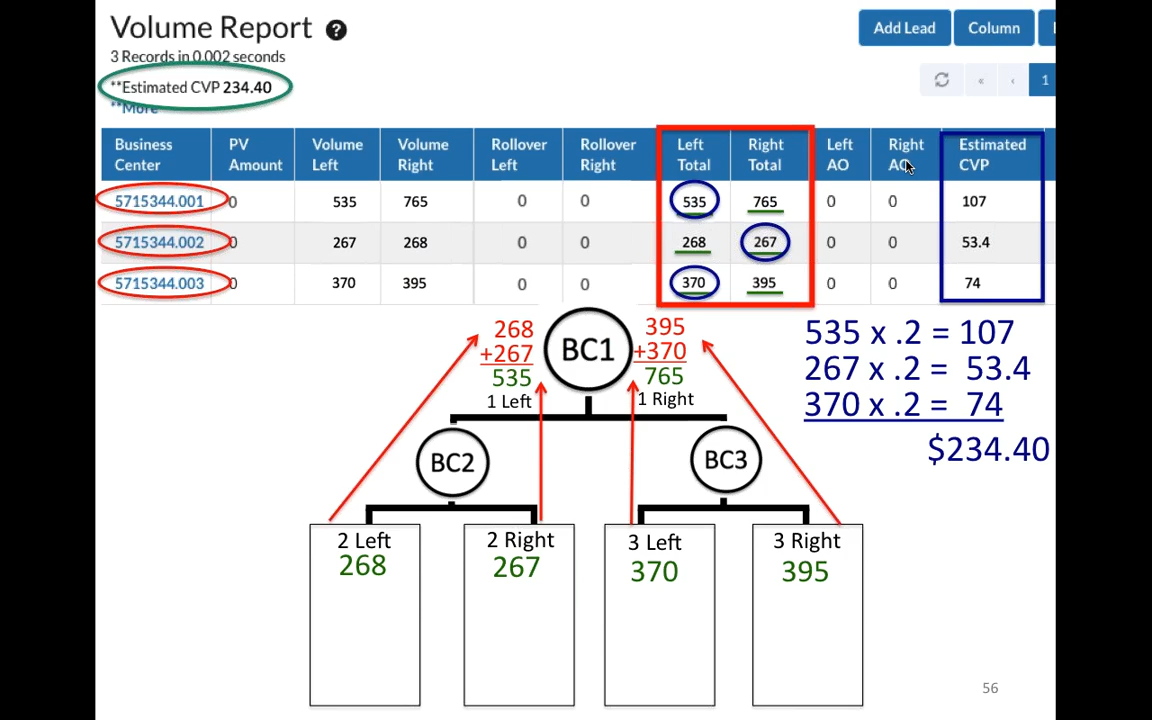 Volume Report ?
Add Lead
Column
3 Records in 0.002 seconds
**Estimated CVP 234.40
**More
«
‹
1
Business Center
PV Amount
Volume Left
Volume Right
Rollover Left
Rollover Right
Left Total
Right Total
Left AO
Right AO
Estimated CVP
5715344.001 0 535 765 0 0 535 765 0 0 107
5715344.002 0 267 268 0 0 268 267 0 0 53.4
5715344.003 0 370 395 0 0 370 395 0 0 74
268
+267
535
1 Left
BC1
395
+370
765
1 Right
535 x .2 = 107
267 x .2 = 53.4
370 x .2 = 74
$234.40
BC2
BC3
2 Left
268
2 Right
267
3 Left
370
3 Right
395
56